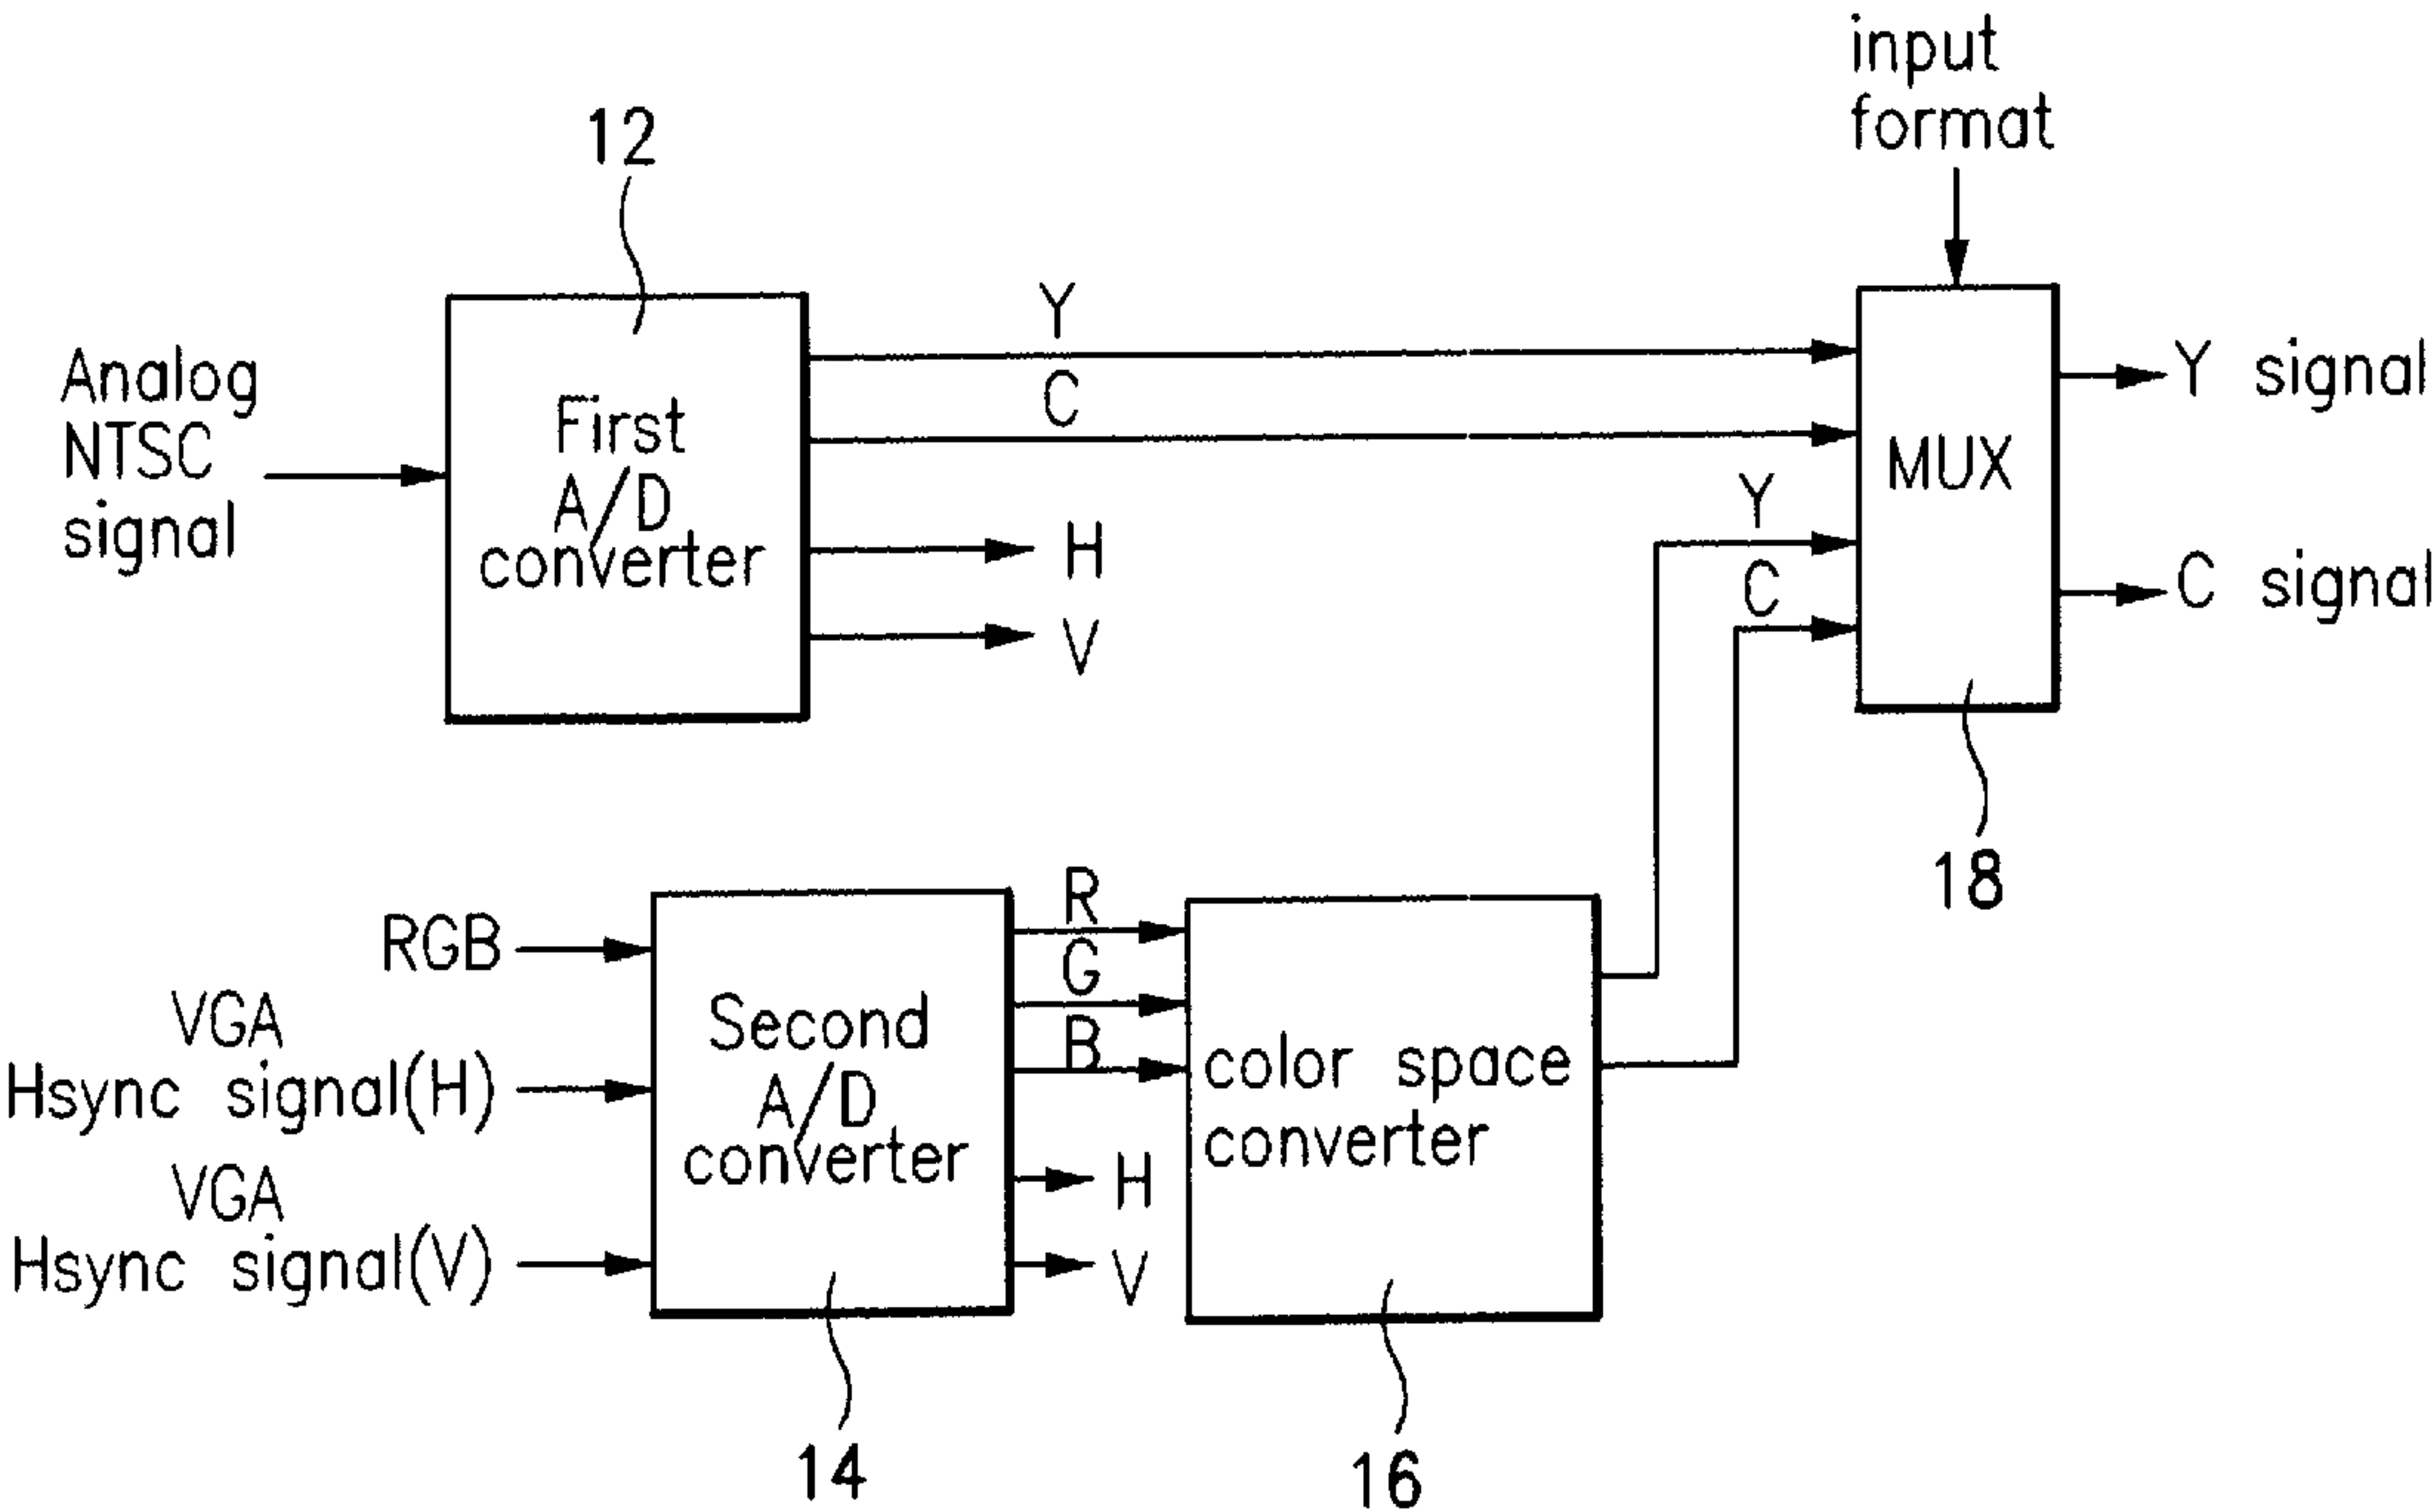 input
format
12
Analog
NTSC
signal
First
A/D
converter
Y
C
H
V
Y
C
MUX
Y signal
C signal
18
RGB
VGA
Hsync signal(H)
VGA
Hsync signal(V)
Second
A/D
converter
R
G
B
H
V
color space
converter
14
16